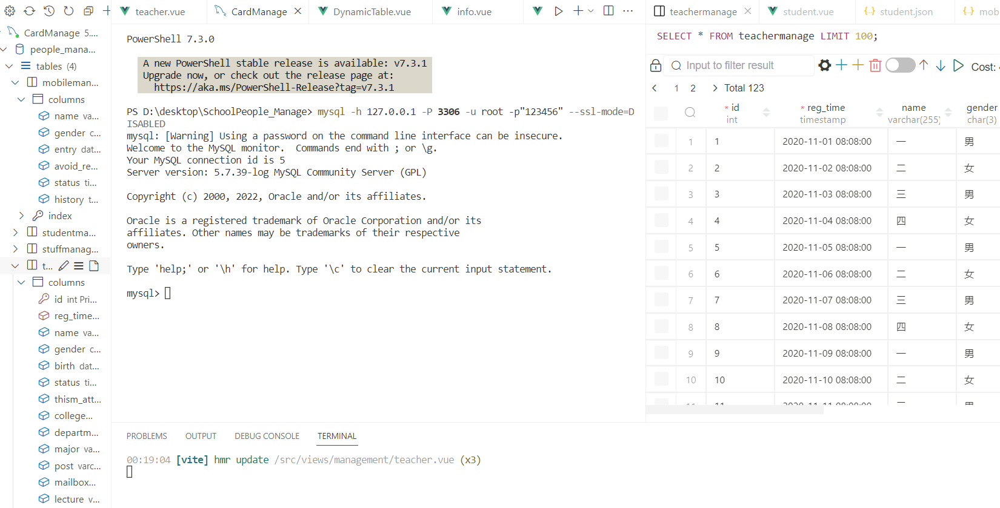 teacher.vue
CardManage
DynamicTable.vue
info.vue
teachermanage
student.vue
student.json
mob
CardManage 5....
people_mana...
tables (4)
mobileman...
columns
name va...
gender c...
entry dat...
avoid_re...
status ti...
history t...
index
studentma...
stuffmanag...
t...
columns
id int Pri...
reg_time...
name va...
gender c...
birth dat...
status ti...
thism_att...
college...
departm...
major va...
post varc...
mailbox...
lecture v...
PowerShell 7.3.0
A new PowerShell stable release is available: v7.3.1
Upgrade now, or check out the release page at:
https://aka.ms/PowerShell-Release?tag=v7.3.1
PS D:\desktop\SchoolPeople_Manage> mysql -h 127.0.0.1 -P 3306 -u root -p"123456" --ssl-mode=D
ISABLED
mysql: [Warning] Using a password on the command line interface can be insecure.
Welcome to the MySQL monitor.  Commands end with ; or \g.
Your MySQL connection id is 5
Server version: 5.7.39-log MySQL Community Server (GPL)
Copyright (c) 2000, 2022, Oracle and/or its affiliates.
Oracle is a registered trademark of Oracle Corporation and/or its
affiliates. Other names may be trademarks of their respective
owners.
Type 'help;' or '\h' for help. Type '\c' to clear the current input statement.
mysql>
PROBLEMS OUTPUT DEBUG CONSOLE TERMINAL
00:19:04 [vite] hmr update /src/views/management/teacher.vue (x3)
SELECT * FROM teachermanage LIMIT 100;
Input to filter result
Cost:
1 2 Total 123
* id * reg_time name gender
int timestamp varchar(255) char(3)
1 1 2020-11-01 08:08:00 一 男
2 2 2020-11-02 08:08:00 二 女
3 3 2020-11-03 08:08:00 三 男
4 4 2020-11-04 08:08:00 四 女
5 5 2020-11-05 08:08:00 一 男
6 6 2020-11-06 08:08:00 二 女
7 7 2020-11-07 08:08:00 三 男
8 8 2020-11-08 08:08:00 四 女
9 9 2020-11-09 08:08:00 一 男
10 10 2020-11-10 08:08:00 二 女